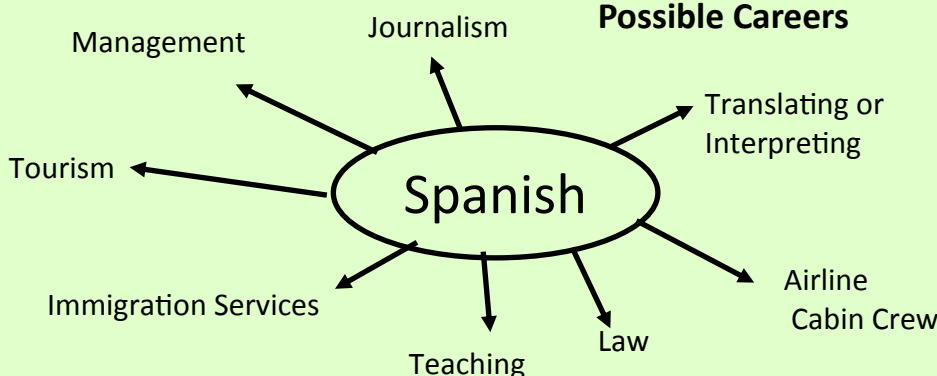 Possible Careers
Journalism
Management
Translating or
Interpreting
Tourism
Spanish
Airline
Cabin Crew
Immigration Services
Law
Teaching